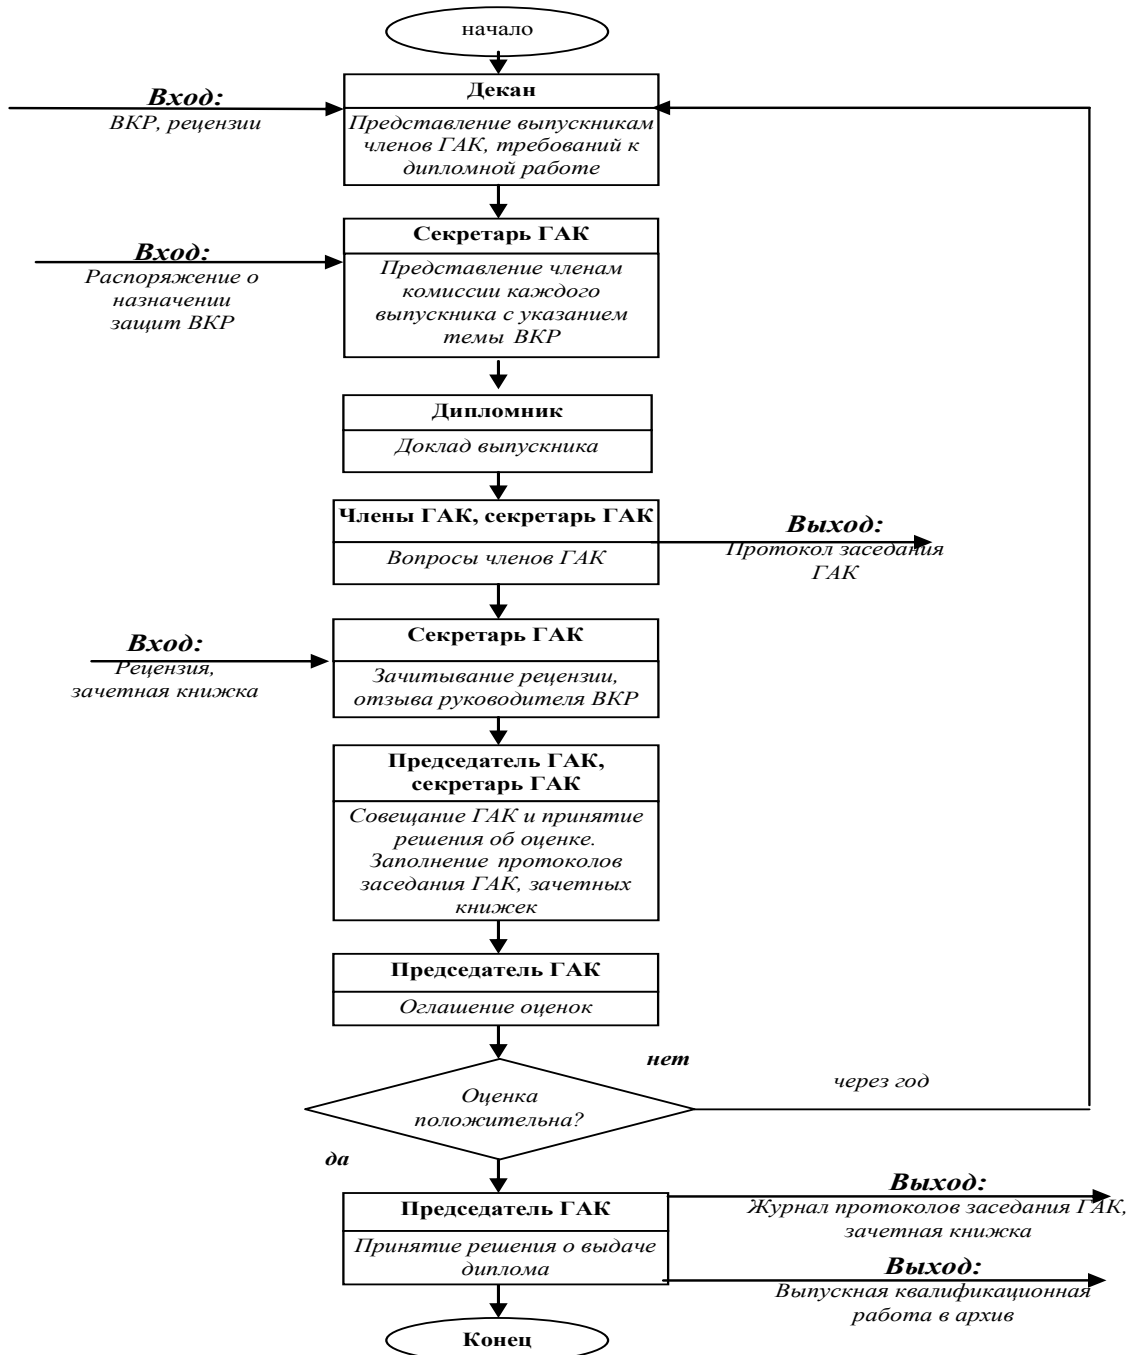 начало
Декан
Вход:
ВКР, рецензии
Представление выпускникам
членов ГАК, требований к
дипломной работе
Секретарь ГАК
Вход:
Распоряжение о
назначении
защит ВКР
Представление членам
комиссии каждого
выпускника с указанием
темы ВКР
Дипломник
Доклад выпускника
Члены ГАК, секретарь ГАК
Вопросы членов ГАК
Выход:
Протокол заседания
ГАК
Секретарь ГАК
Вход:
Рецензия,
зачетная книжка
Зачитывание рецензии,
отзыва руководителя ВКР
Председатель ГАК,
секретарь ГАК
Совещание ГАК и принятие
решения об оценке.
Заполнение протоколов
заседания ГАК, зачетных
книжек
Председатель ГАК
Оглашение оценок
нет
через год
Оценка
положительна?
да
Председатель ГАК
Принятие решения о выдаче
диплома
Выход:
Журнал протоколов заседания ГАК,
зачетная книжка
Выход:
Выпускная квалификационная
работа в архив
Конец